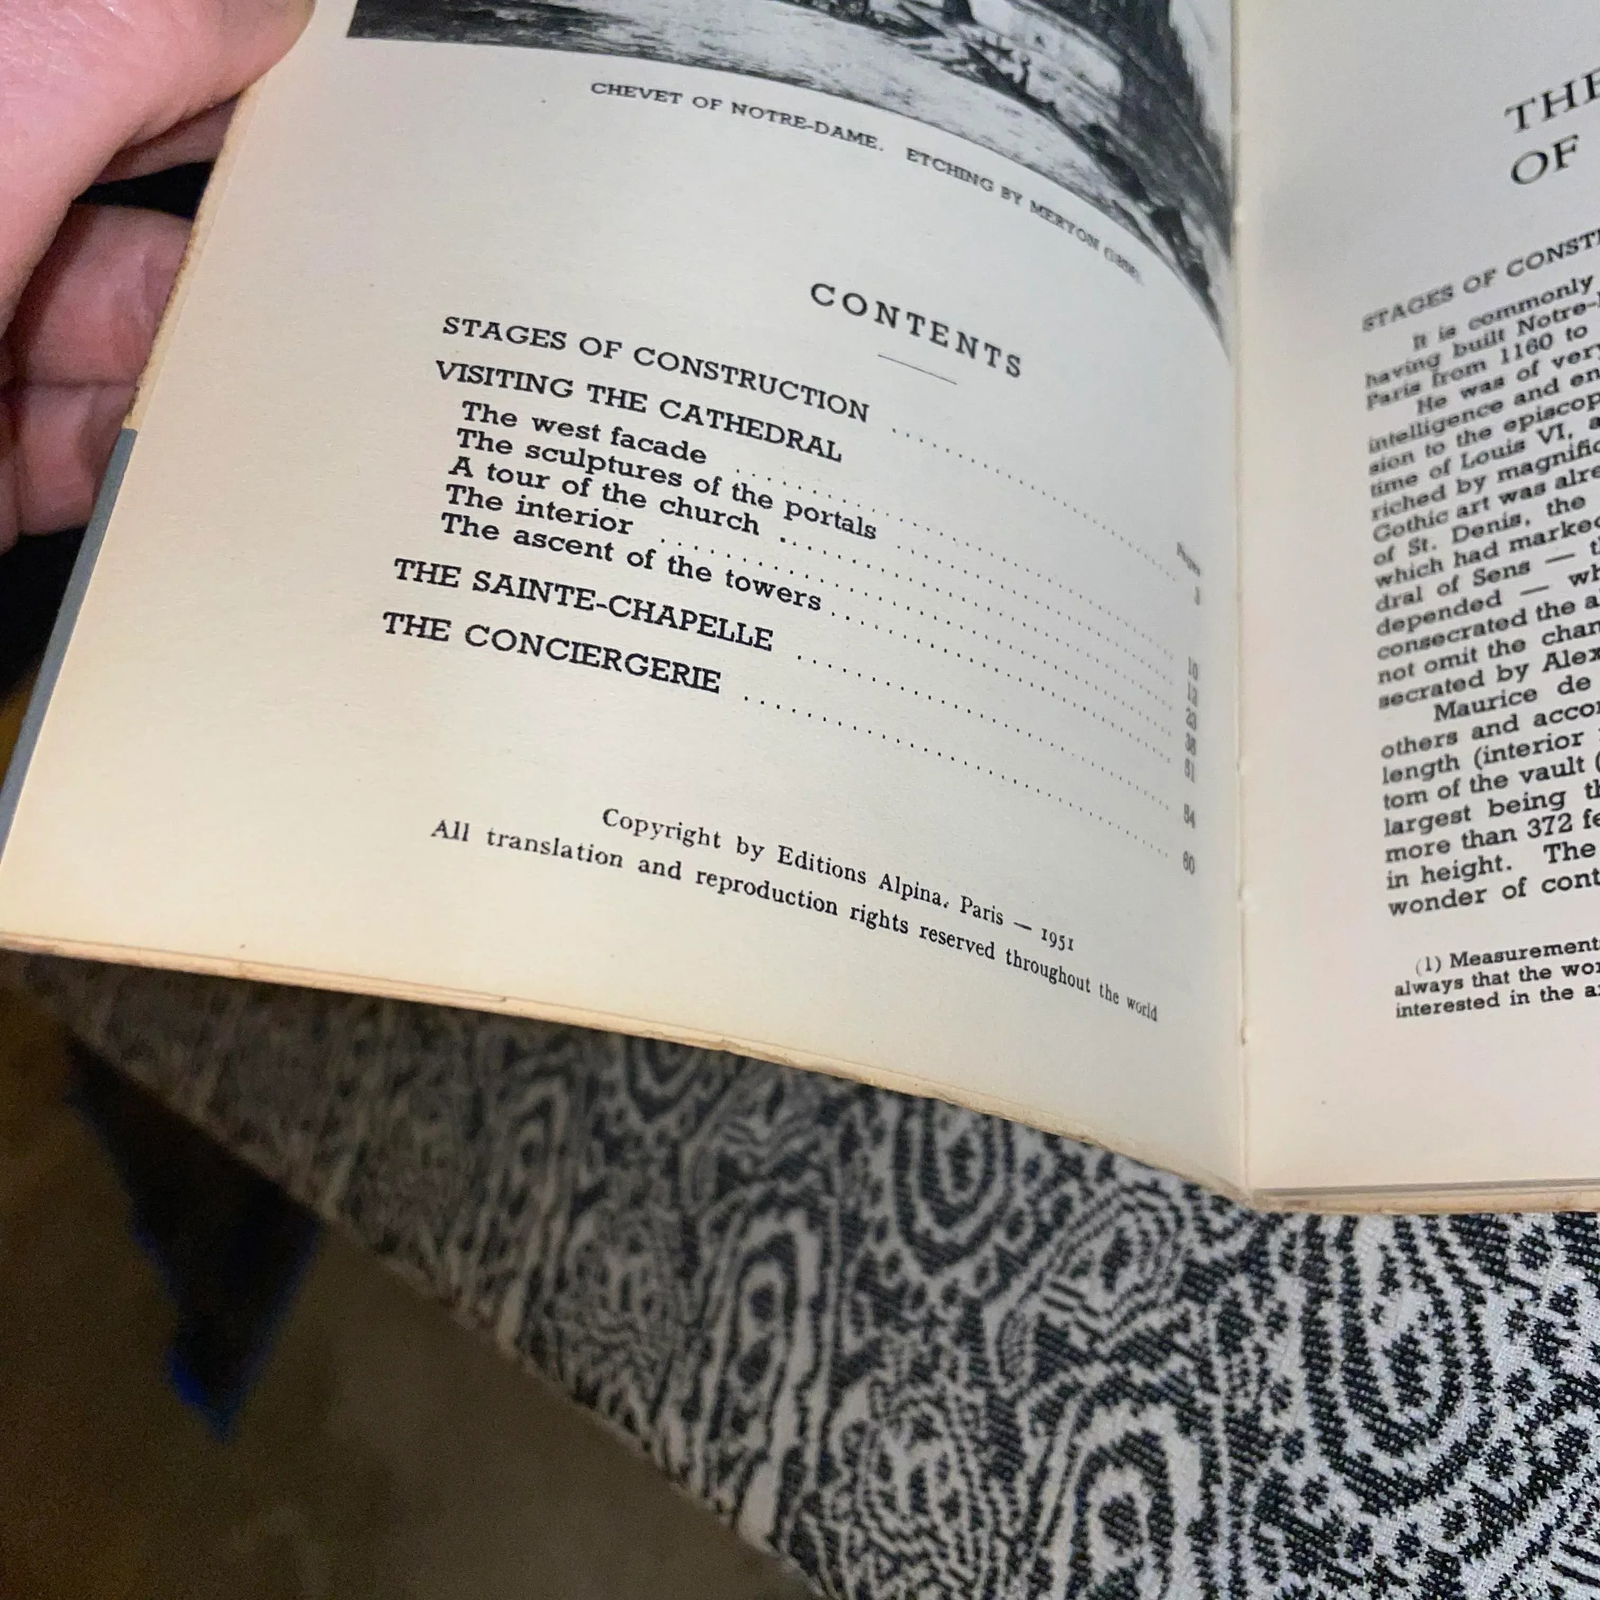 CHEVET OF NOTRE-DAME. ETCHING BY MERYON
CONTENTS
Pages
STAGES OF CONSTRUCTION .......... 3
VISITING THE CATHEDRAL
The west facade .......... 10
The sculptures of the portals .......... 12
A tour of the church .......... 23
The interior .......... 38
The ascent of the towers .......... 51
THE SAINTE-CHAPELLE .......... 54
THE CONCIERGERIE .......... 60
Copyright by Editions Alpina, Paris — 1951
All translation and reproduction rights reserved throughout the world
THE
OF
STAGES OF CONST
It is commonly
having built Notre-
Paris from 1160 to
He was of very
intelligence and en
sion to the episcop
time of Louis VI, a
riched by magnific
Gothic art was alre
of St. Denis, the
which had marked
dral of Sens — t
depended — wh
consecrated the a
not omit the chan
secrated by Alex
Maurice de
others and accor
length (interior
tom of the vault (
largest being th
more than 372 fe
in height. The
wonder of cont
(1) Measurement
always that the wor
interested in the a